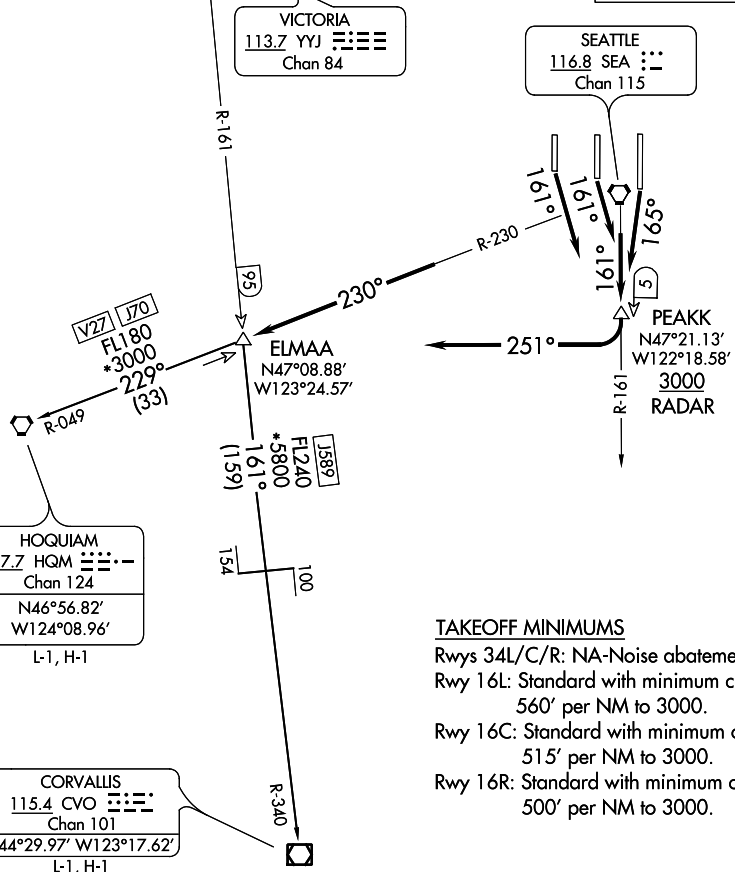 VICTORIA
113.7 YYJ
Chan 84
SEATTLE
116.8 SEA
Chan 115
R-161
161°
161°
165°
161°
R-230
5
95
230°
PEAKK
N47°21.13’
W122°18.58’
3000
RADAR
251°
R-161
V27 J70
FL180
*3000
229°
(33)
R-049
ELMAA
N47°08.88’
W123°24.57’
J589
FL240
*5800
161°
(159)
HOQUIAM
7.7 HQM
Chan 124
N46°56.82’
W124°08.96’
L-1, H-1
154
100
TAKEOFF MINIMUMS
Rwys 34L/C/R: NA-Noise abateme
Rwy 16L: Standard with minimum c
560’ per NM to 3000.
Rwy 16C: Standard with minimum c
515’ per NM to 3000.
Rwy 16R: Standard with minimum c
500’ per NM to 3000.
R-340
CORVALLIS
115.4 CVO
Chan 101
44°29.97’ W123°17.62’
L-1, H-1